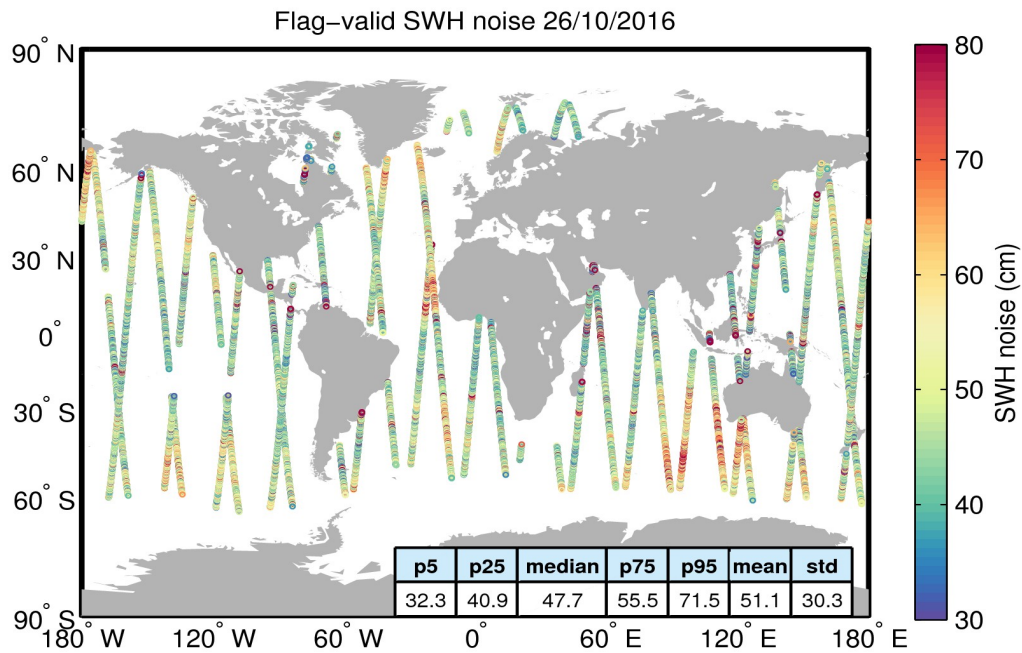 Flag−valid SWH noise 26/10/2016
90° N
60° N
30° N
0°
30° S
60° S
90° S
180° W
120° W
60° W
0°
60° E
120° E
180° E
80
70
60
50
40
30
SWH noise (cm)
p5 p25 median p75 p95 mean std
32.3 40.9 47.7 55.5 71.5 51.1 30.3